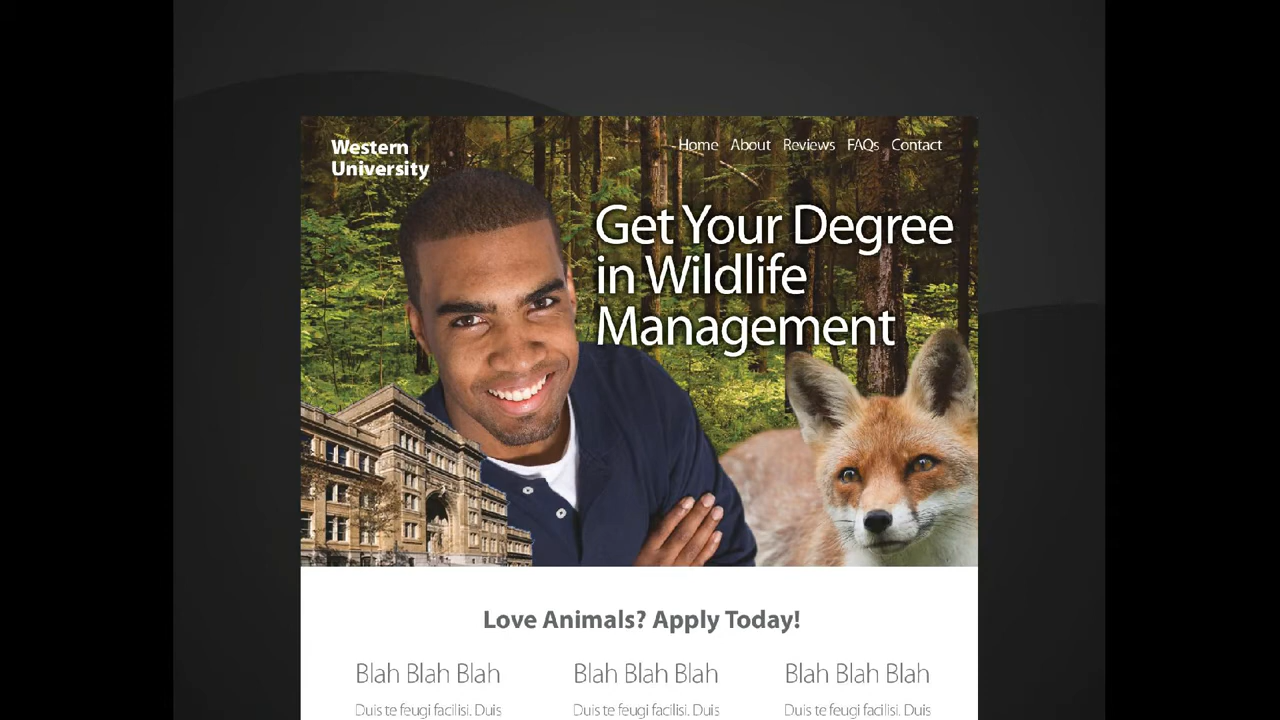 Western
University
Home About Reviews FAQs Contact
Get Your Degree
in Wildlife
Management
Love Animals? Apply Today!
Blah Blah Blah Blah Blah Blah Blah Blah Blah
Duis te feugi facilisi. Duis Duis te feugi facilisi. Duis Duis te feugi facilisi. Duis